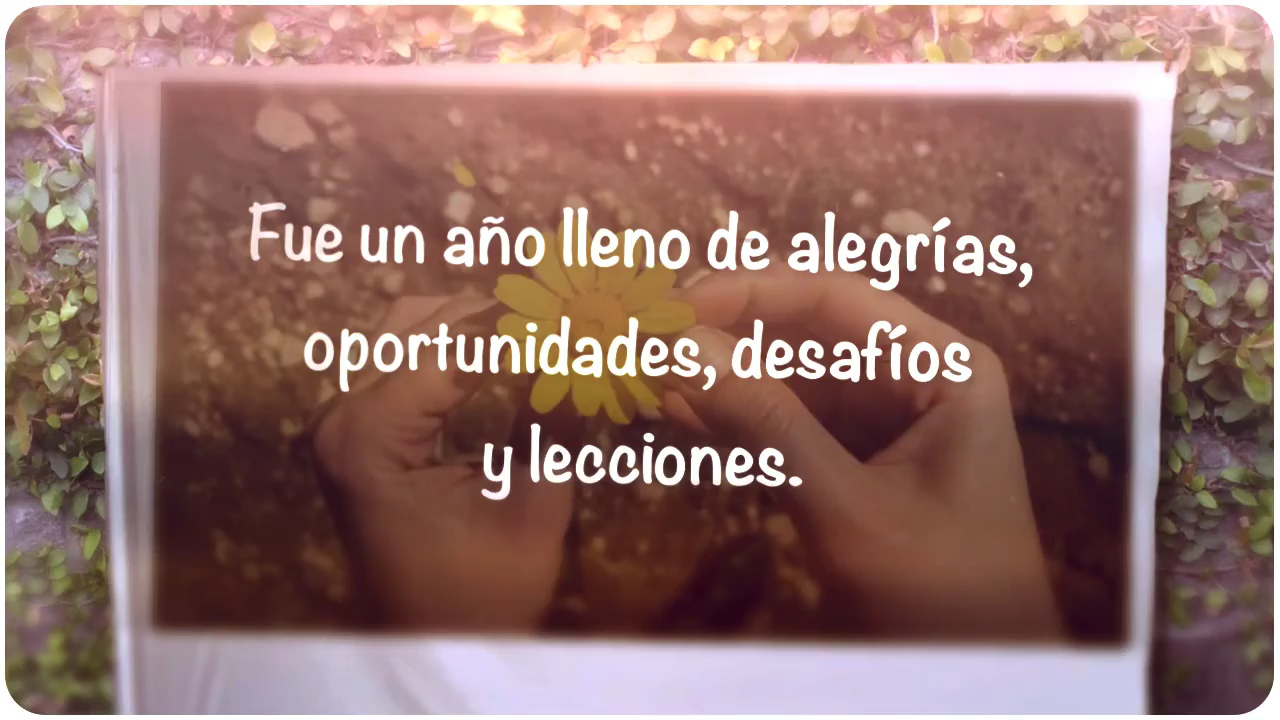 Fue un año lleno de alegrías,
oportunidades, desafíos
y lecciones.